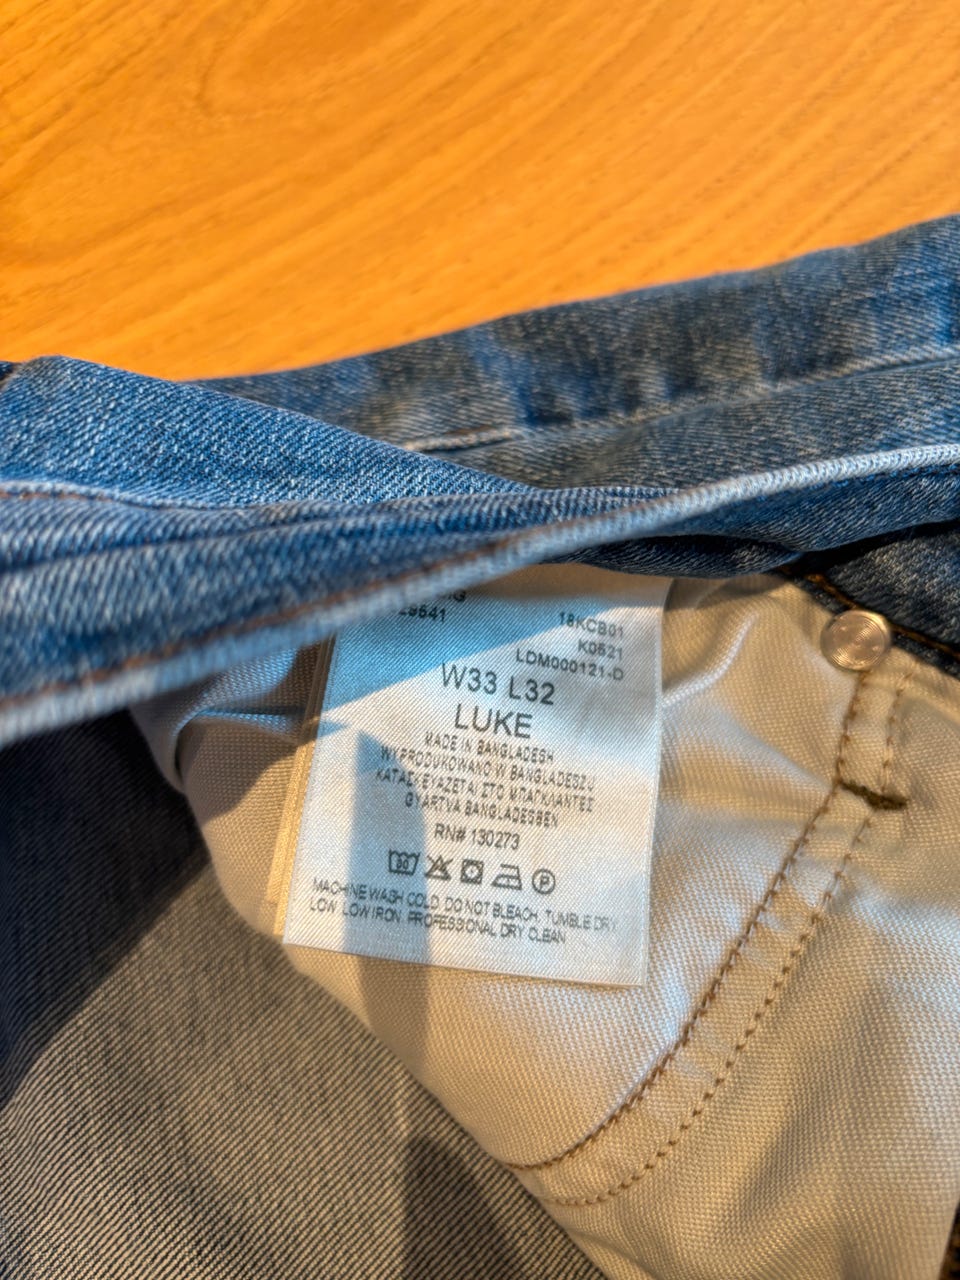 29541
18KCB01
K0521
LDM000121-D
W33 L32
LUKE
MADE IN BANGLADESH
WYPRODUKOWANO W BANGLADESZU
ΚΑΤΑΣΚΕΥΑΖΕΤΑΙ ΣΤΟ ΜΠΑΓΚΛΑΝΤΕΣ
GYÁRTVA BANGLADESBEN
RN# 130273
MACHINE WASH COLD. DO NOT BLEACH. TUMBLE DRY
LOW. LOW IRON. PROFESSIONAL DRY CLEAN